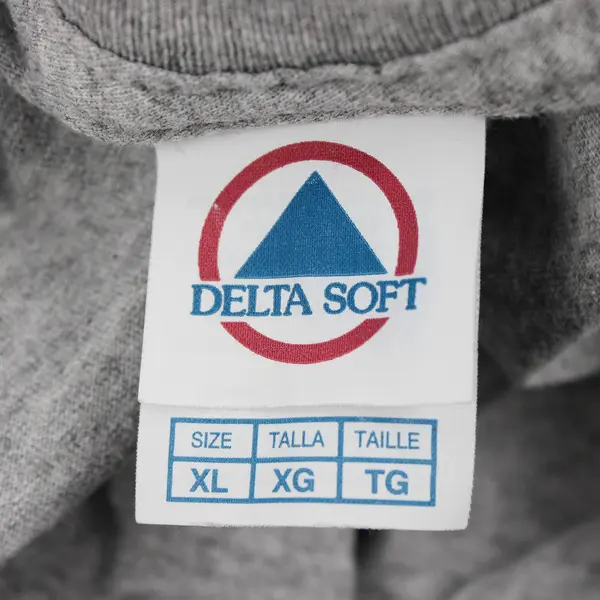 DELTA SOFT
SIZE TALLA TAILLE
XL XG TG